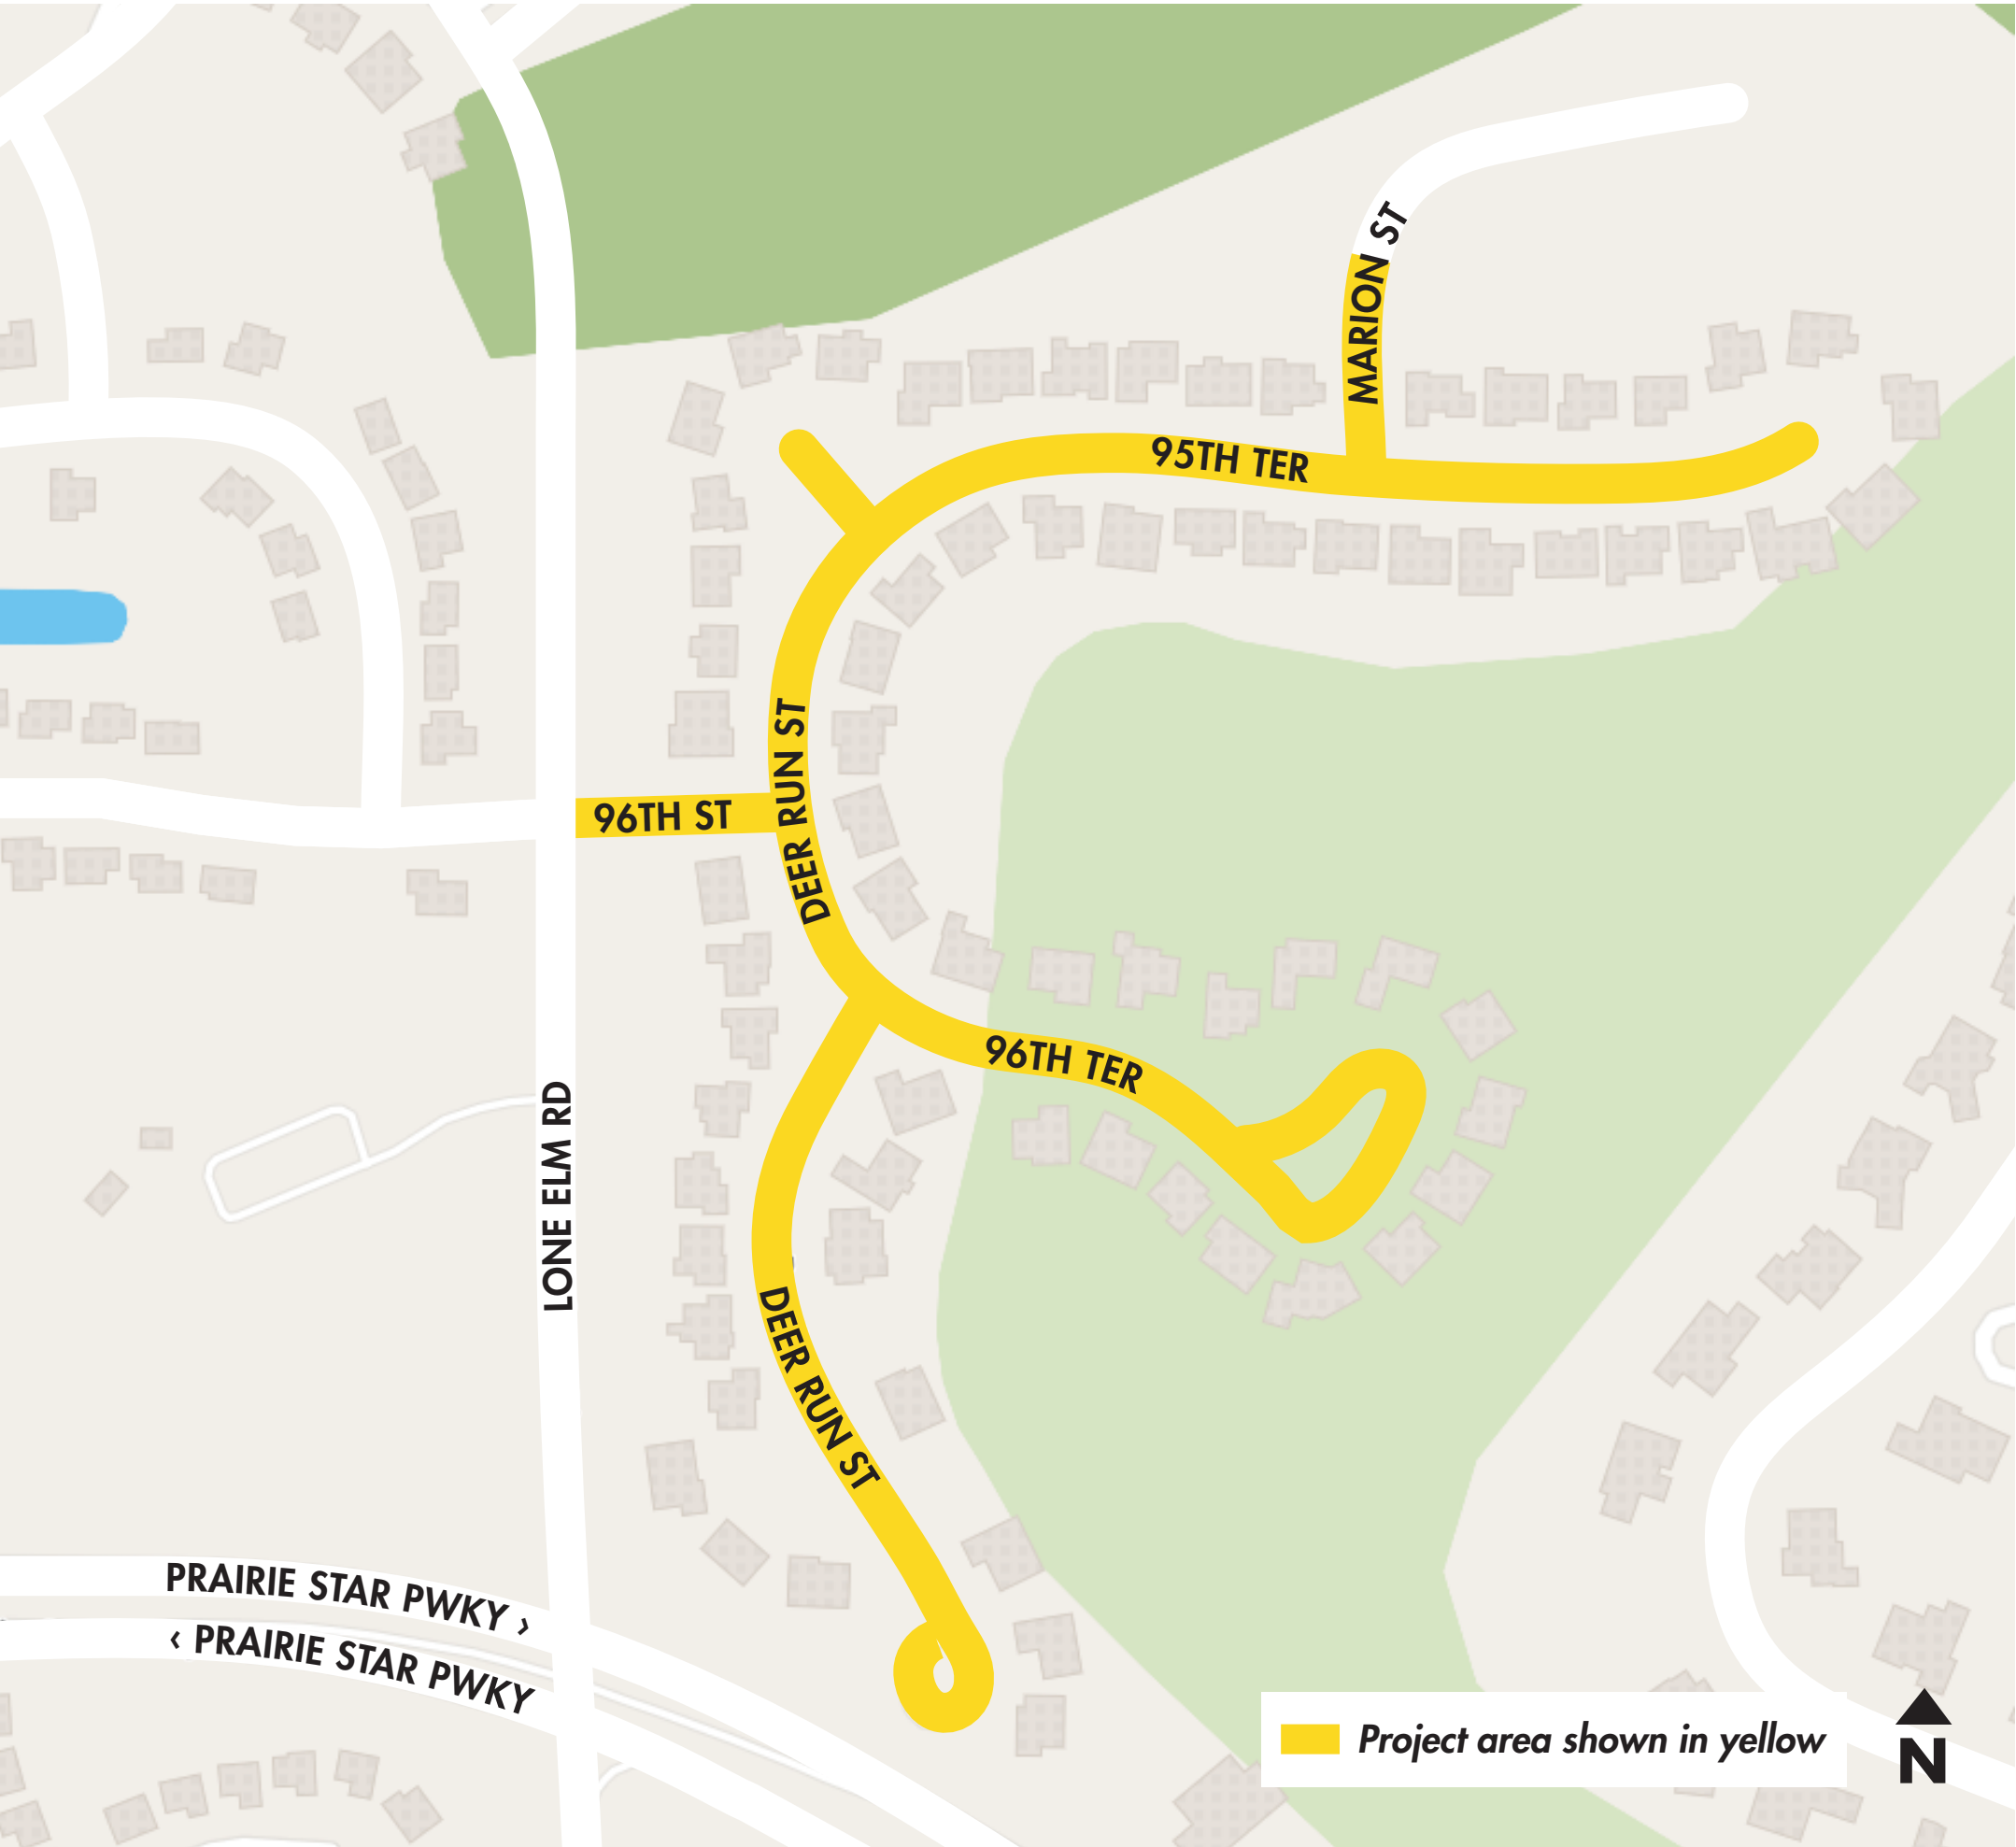 MARION ST
95TH TER
DEER RUN ST
96TH ST
96TH TER
LONE ELM RD
DEER RUN ST
PRAIRIE STAR PWKY ›
‹ PRAIRIE STAR PWKY
Project area shown in yellow
N